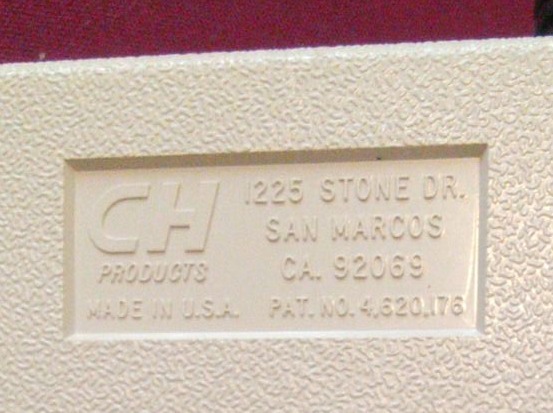 CH
PRODUCTS
MADE IN U.S.A.
1225 STONE DR.
SAN MARCOS
CA. 92069
PAT. NO. 4,620,176